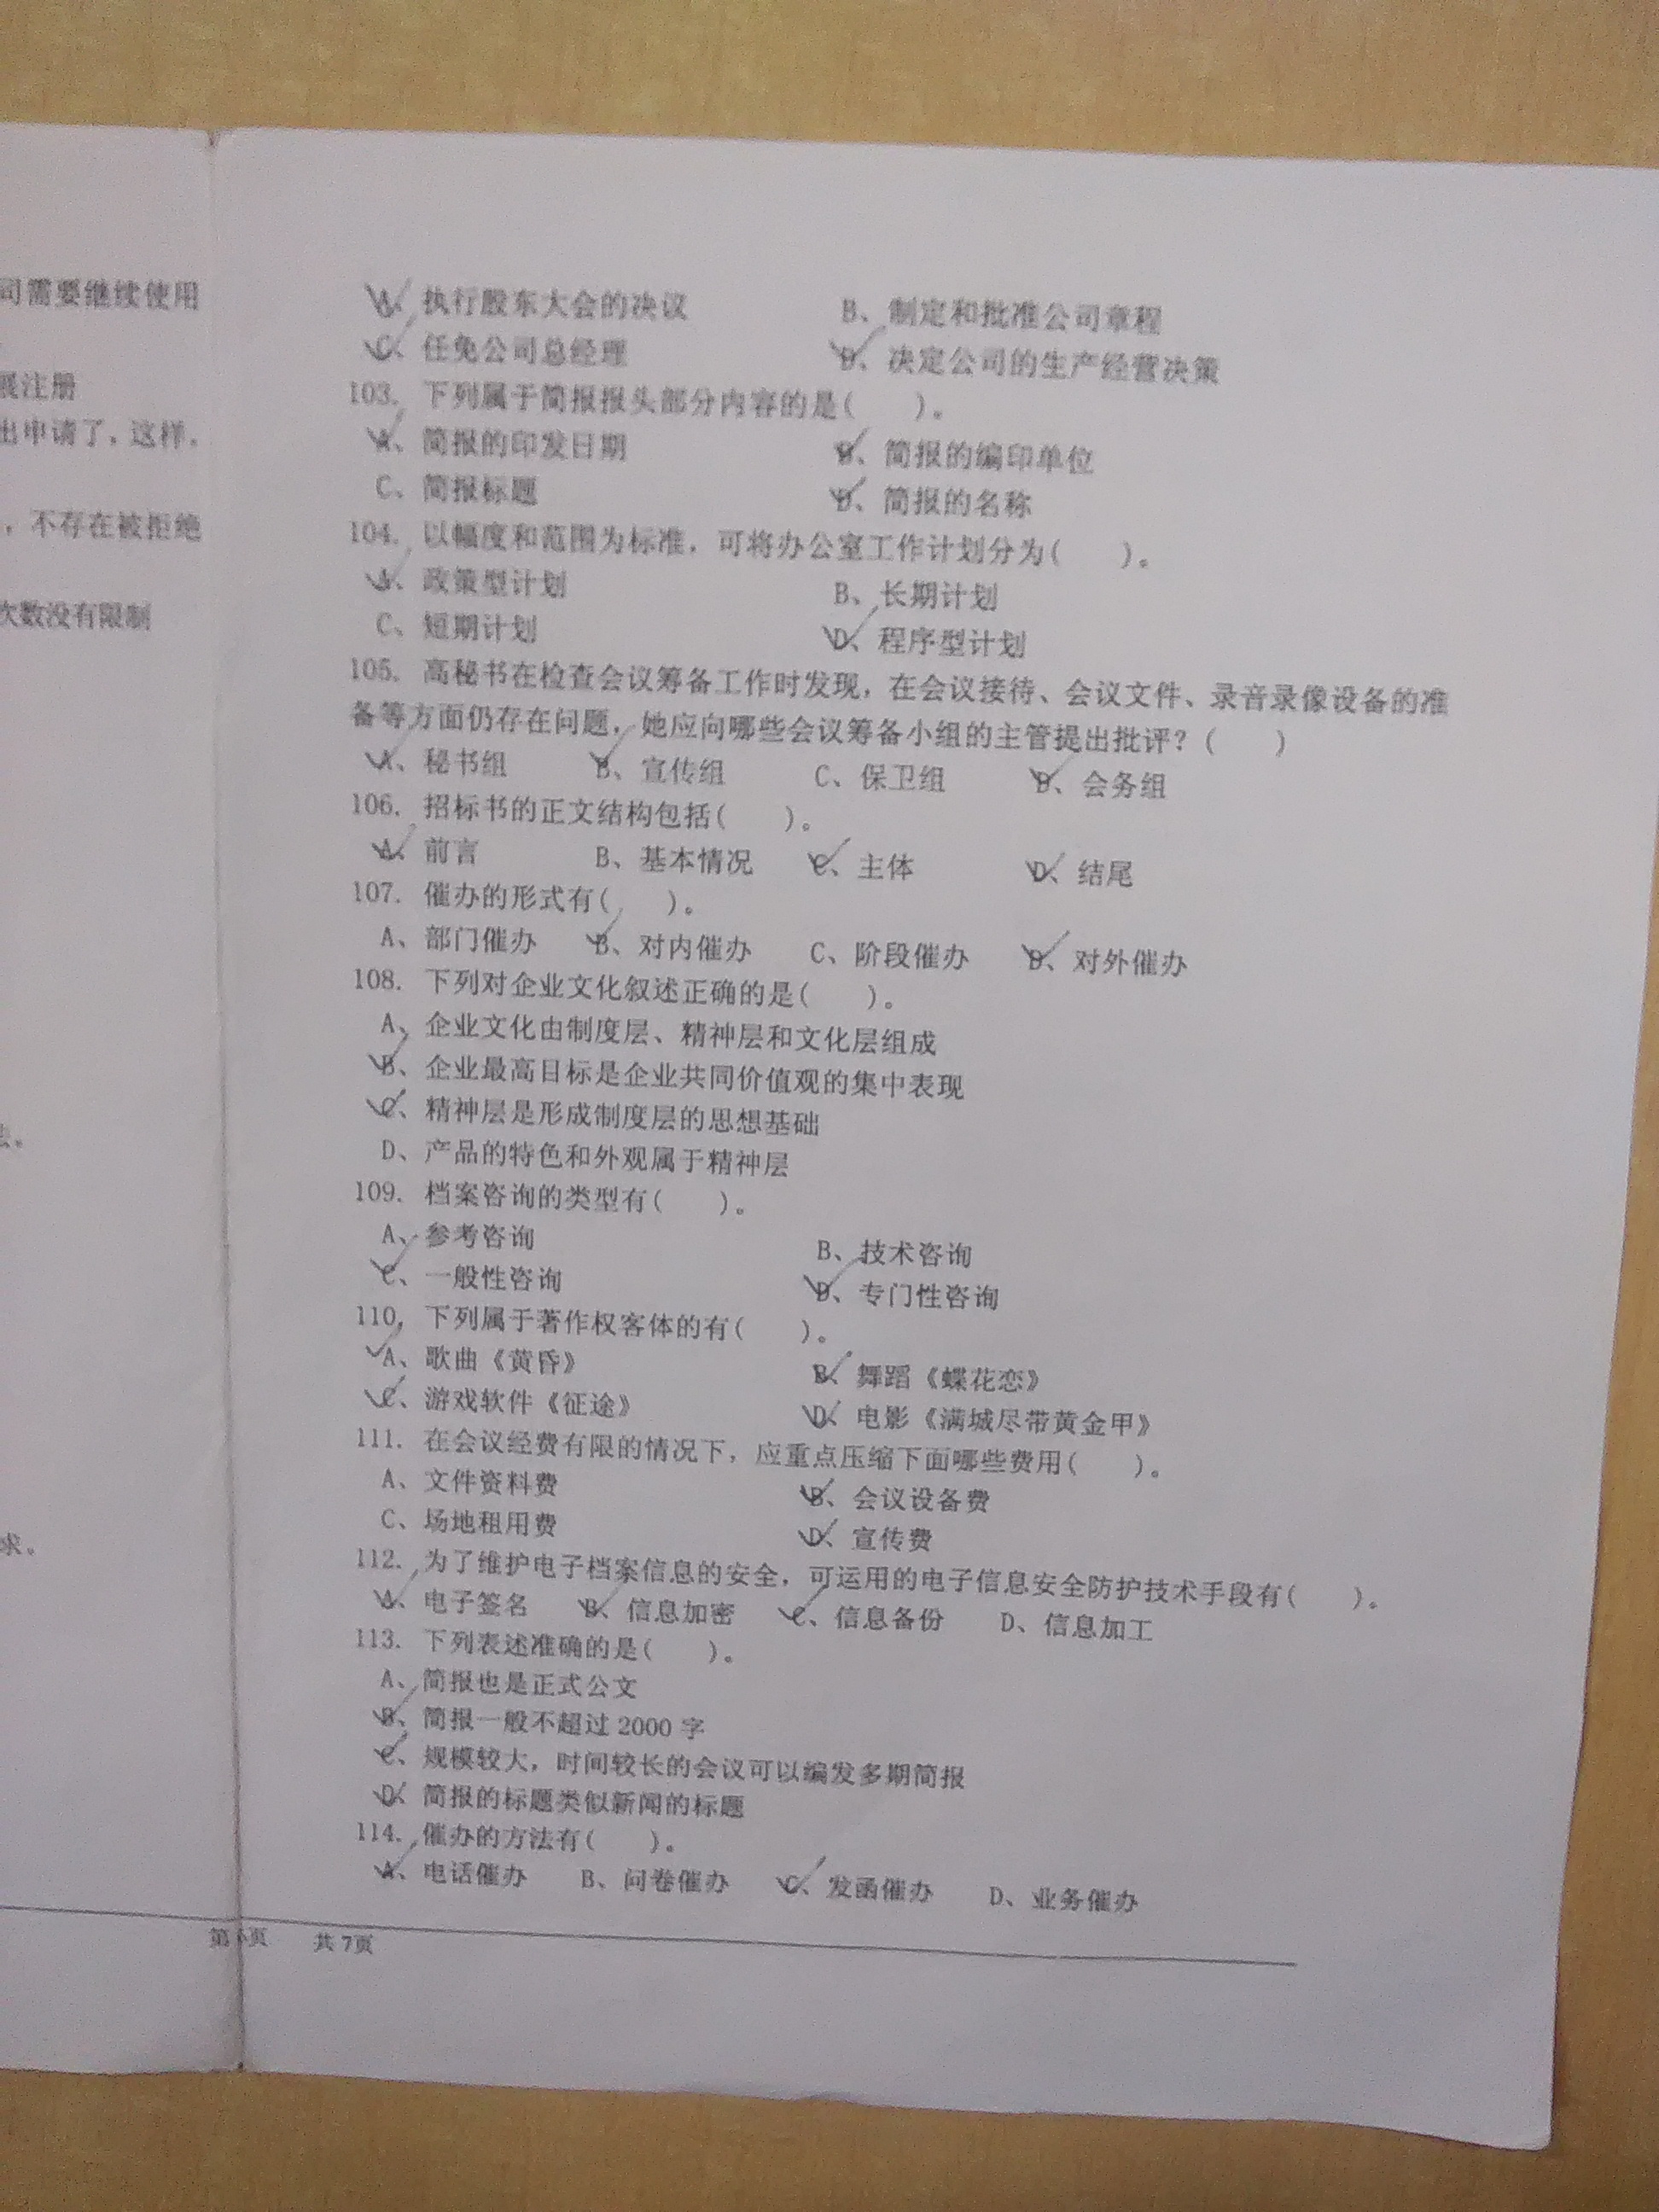 司需要继续使用
展注册
出申请了，这样，
，不存在被拒绝
次数没有限制
法。
求。
A、执行股东大会的决议 B、制定和批准公司章程
C、任免公司总经理 D、决定公司的生产经营决策
103. 下列属于简报报头部分内容的是( )。
A、简报的印发日期 B、简报的编印单位
C、简报标题 D、简报的名称
104. 以幅度和范围为标准，可将办公室工作计划分为( )。
A、政策型计划 B、长期计划
C、短期计划 D、程序型计划
105. 高秘书在检查会议筹备工作时发现，在会议接待、会议文件、录音录像设备的准
备等方面仍存在问题，她应向哪些会议筹备小组的主管提出批评？( )
A、秘书组 B、宣传组 C、保卫组 D、会务组
106. 招标书的正文结构包括( )。
A、前言 B、基本情况 C、主体 D、结尾
107. 催办的形式有( )。
A、部门催办 B、对内催办 C、阶段催办 D、对外催办
108. 下列对企业文化叙述正确的是( )。
A、企业文化由制度层、精神层和文化层组成
B、企业最高目标是企业共同价值观的集中表现
C、精神层是形成制度层的思想基础
D、产品的特色和外观属于精神层
109. 档案咨询的类型有( )。
A、参考咨询 B、技术咨询
C、一般性咨询 D、专门性咨询
110. 下列属于著作权客体的有( )。
A、歌曲《黄昏》 B、舞蹈《蝶花恋》
C、游戏软件《征途》 D、电影《满城尽带黄金甲》
111. 在会议经费有限的情况下，应重点压缩下面哪些费用( )。
A、文件资料费 B、会议设备费
C、场地租用费 D、宣传费
112. 为了维护电子档案信息的安全，可运用的电子信息安全防护技术手段有( )。
A、电子签名 B、信息加密 C、信息备份 D、信息加工
113. 下列表述准确的是( )。
A、简报也是正式公文
B、简报一般不超过 2000 字
C、规模较大，时间较长的会议可以编发多期简报
D、简报的标题类似新闻的标题
114. 催办的方法有( )。
A、电话催办 B、问卷催办 C、发函催办 D、业务催办
第 页 共 7页